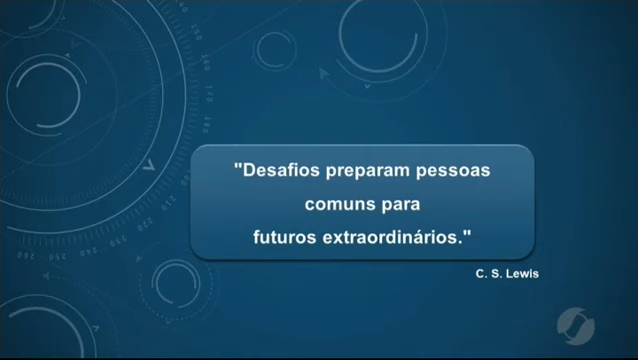 "Desafios preparam pessoas
comuns para
futuros extraordinários."
C. S. Lewis